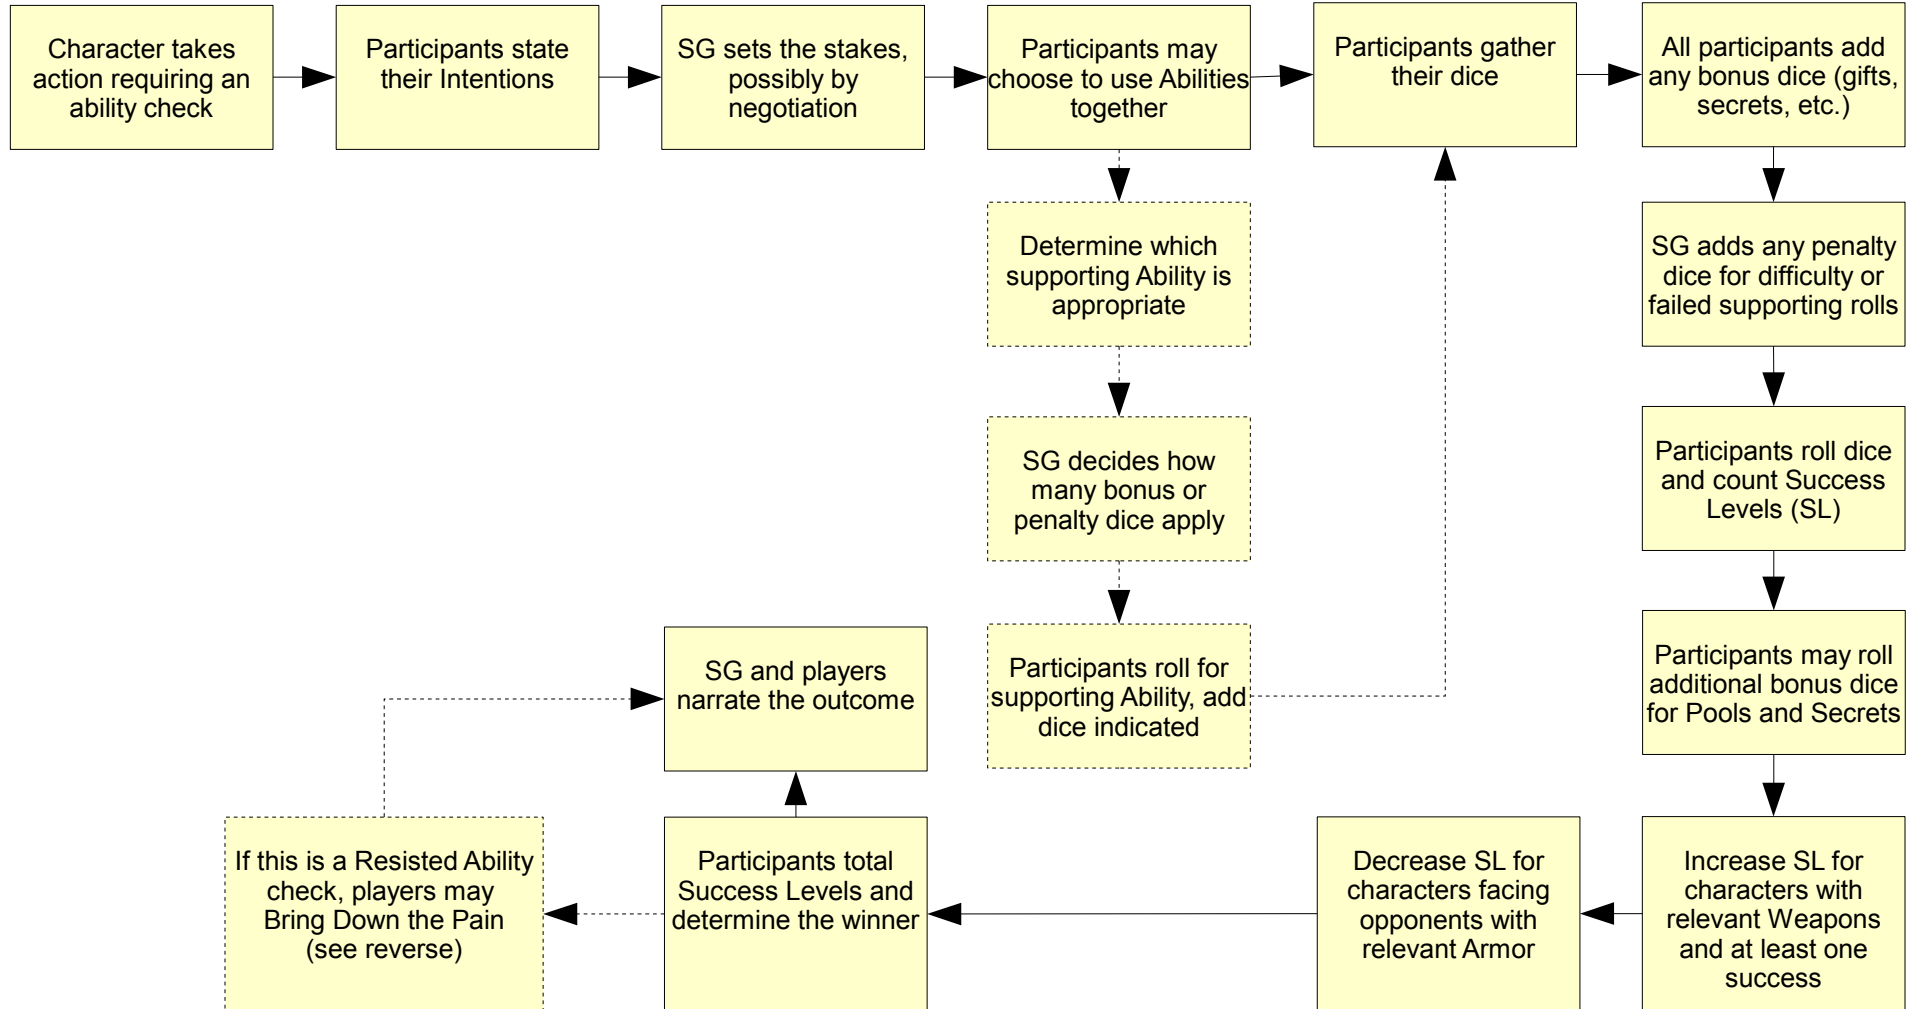 Character takes
action requiring an
ability check
Participants state
their Intentions
SG sets the stakes,
possibly by
negotiation
Participants may
choose to use Abilities
together
Participants gather
their dice
All participants add
any bonus dice (gifts,
secrets, etc.)
Determine which
supporting Ability is
appropriate
SG decides how
many bonus or
penalty dice apply
Participants roll for
supporting Ability, add
dice indicated
SG adds any penalty
dice for difficulty or
failed supporting rolls
Participants roll dice
and count Success
Levels (SL)
Participants may roll
additional bonus dice
for Pools and Secrets
Increase SL for
characters with
relevant Weapons
and at least one
success
Decrease SL for
characters facing
opponents with
relevant Armor
Participants total
Success Levels and
determine the winner
If this is a Resisted Ability
check, players may
Bring Down the Pain
(see reverse)
SG and players
narrate the outcome